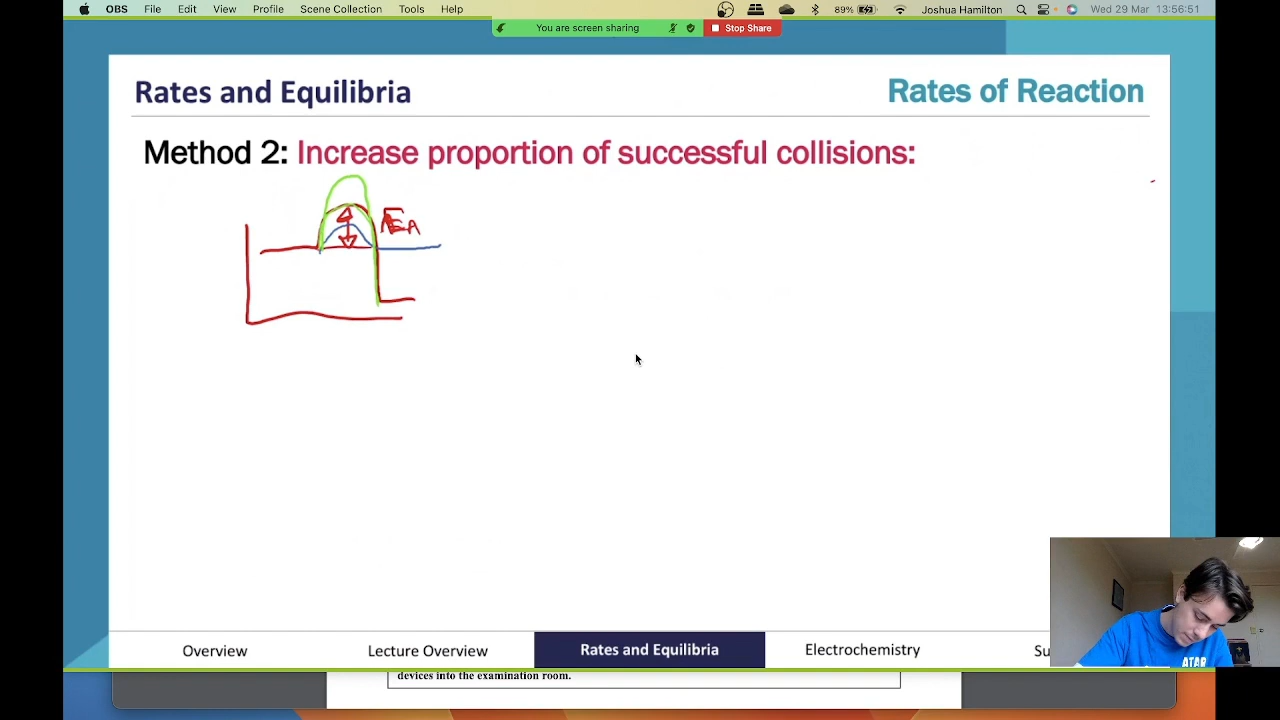 OBS File Edit View Profile Scene Collection Tools Help 89% Joshua Hamilton Wed 29 Mar 13:56:51
You are screen sharing Stop Share
Rates and Equilibria Rates of Reaction
Method 2: Increase proportion of successful collisions:
EA
ATAR
Overview Lecture Overview Rates and Equilibria Electrochemistry Su
devices into the examination room.